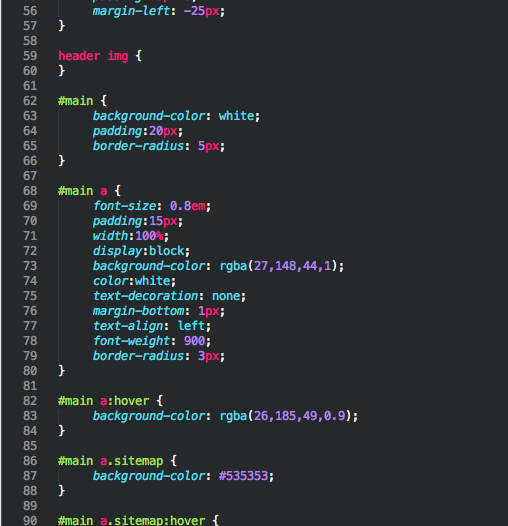 56 margin-left: -25px;
57 }
58
59 header img {
60 }
61
62 #main {
63 background-color: white;
64 padding:20px;
65 border-radius: 5px;
66 }
67
68 #main a {
69 font-size: 0.8em;
70 padding:15px;
71 width:100%;
72 display:block;
73 background-color: rgba(27,148,44,1);
74 color:white;
75 text-decoration: none;
76 margin-bottom: 1px;
77 text-align: left;
78 font-weight: 900;
79 border-radius: 3px;
80 }
81
82 #main a:hover {
83 background-color: rgba(26,185,49,0.9);
84 }
85
86 #main a.sitemap {
87 background-color: #535353;
88 }
89
90 #main a.sitemap:hover {